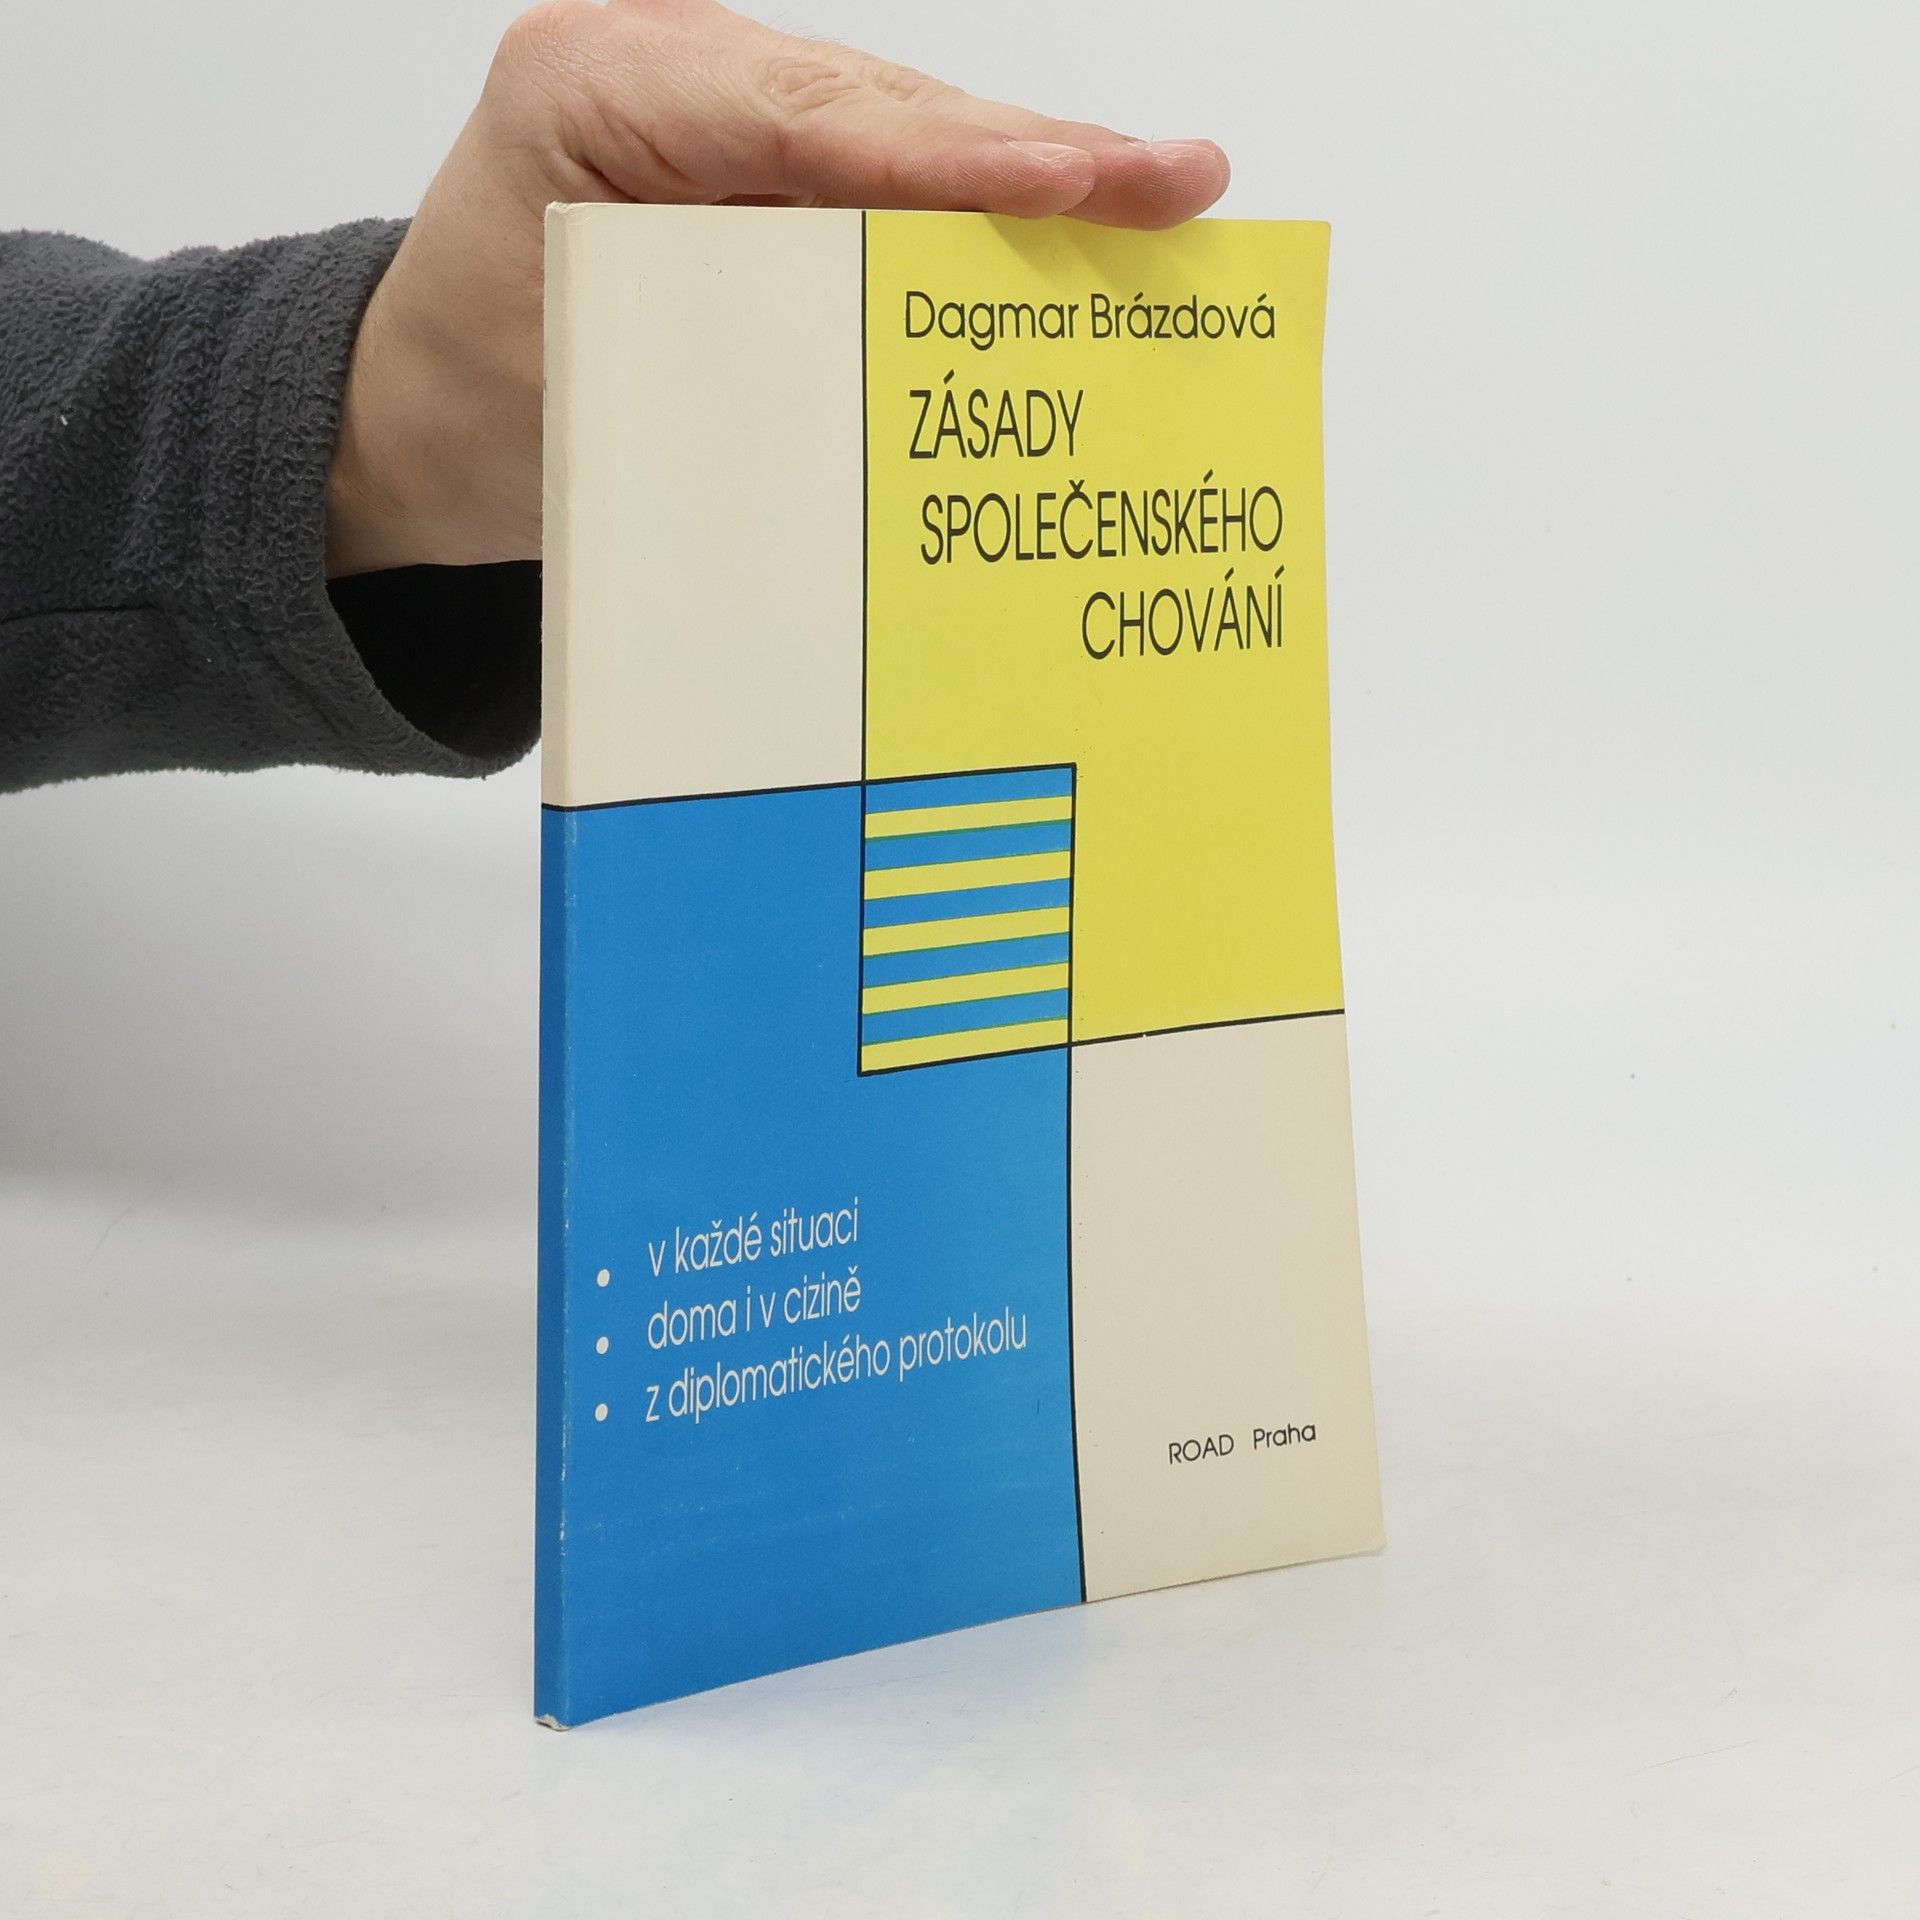 Dagmar Brázdová
ZÁSADY
SPOLEČENSKÉHO
CHOVÁNÍ
• v každé situaci
• doma i v cizině
• z diplomatického protokolu
ROAD Praha